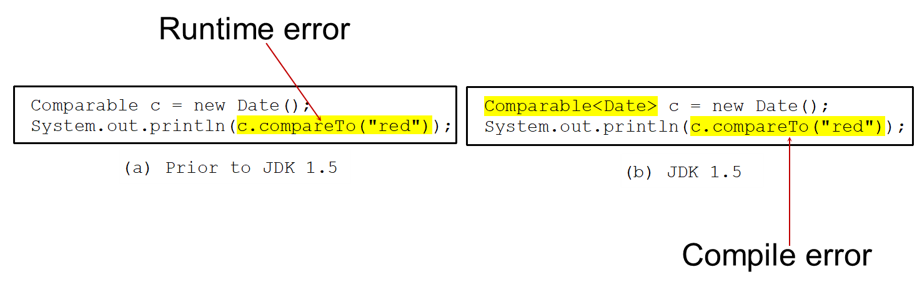 Runtime error
Comparable c = new Date();
System.out.println(c.compareTo("red"));
(a) Prior to JDK 1.5
Comparable<Date> c = new Date();
System.out.println(c.compareTo("red"));
(b) JDK 1.5
Compile error